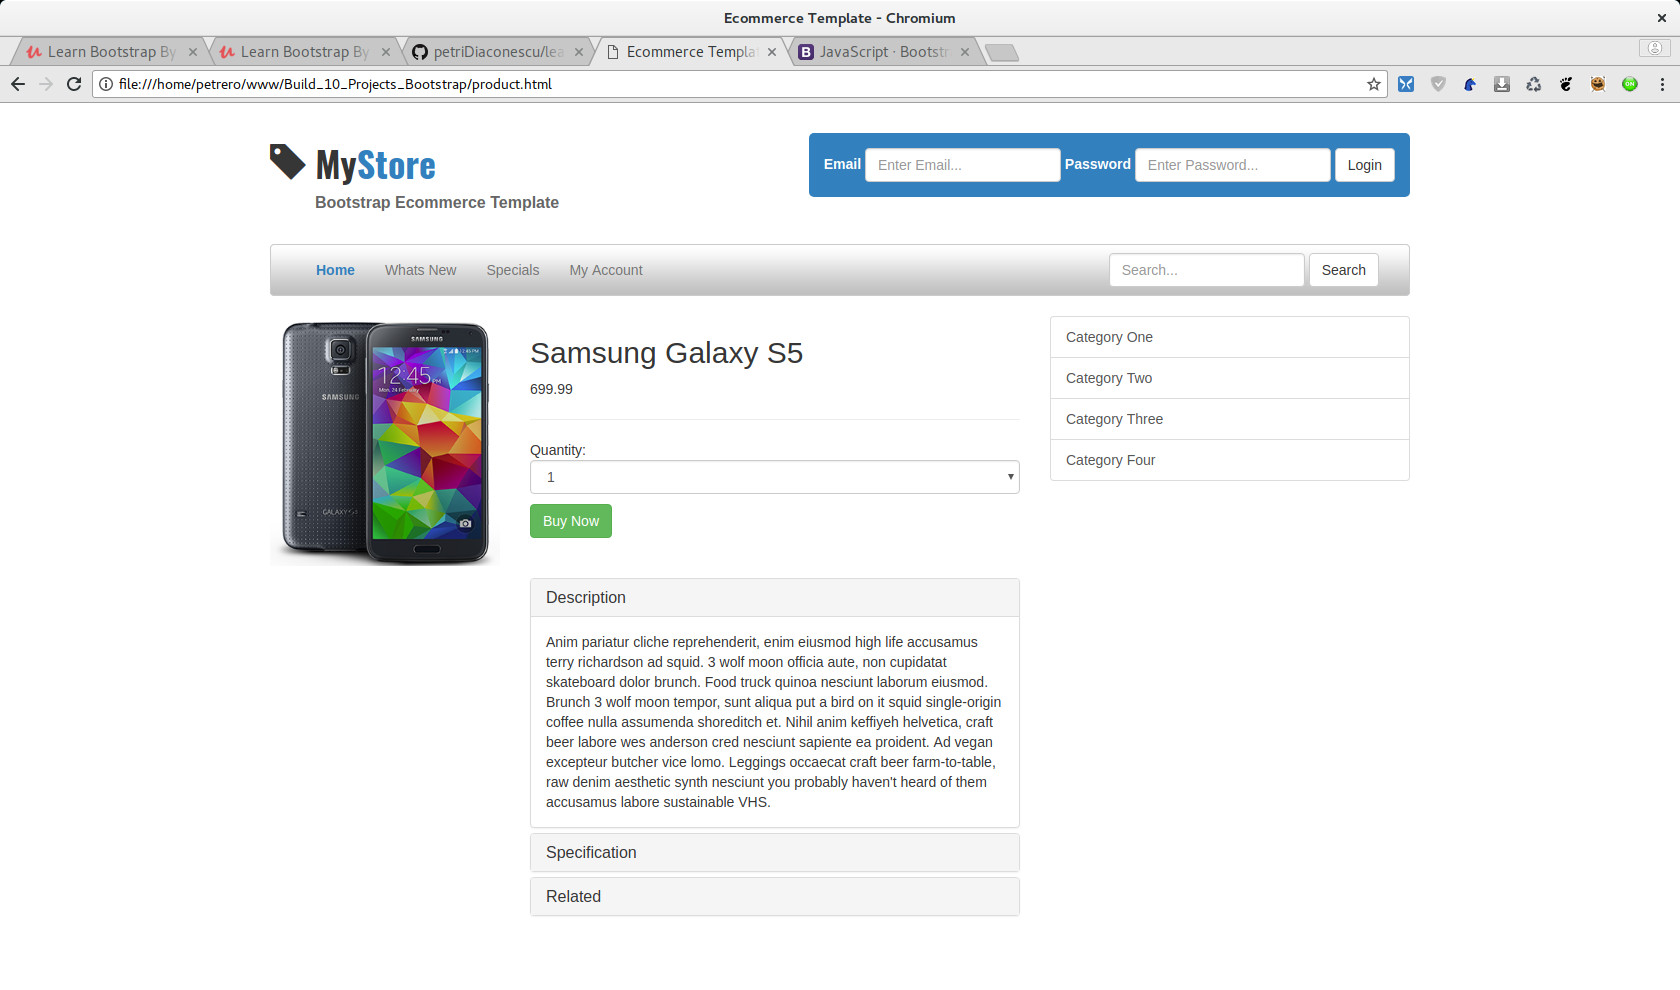 Ecommerce Template - Chromium
Learn Bootstrap By
Learn Bootstrap By
petriDiaconescu/lea
Ecommerce Templa
JavaScript · Bootstr
file:///home/petrero/www/Build_10_Projects_Bootstrap/product.html
MyStore
Bootstrap Ecommerce Template
Email Enter Email... Password Enter Password... Login
Home Whats New Specials My Account Search... Search
SAMSUNG
12:45 PM
SAMSUNG
GALAXY S5
Samsung Galaxy S5
699.99
Quantity:
1
Buy Now
Category One
Category Two
Category Three
Category Four
Description
Anim pariatur cliche reprehenderit, enim eiusmod high life accusamus
terry richardson ad squid. 3 wolf moon officia aute, non cupidatat
skateboard dolor brunch. Food truck quinoa nesciunt laborum eiusmod.
Brunch 3 wolf moon tempor, sunt aliqua put a bird on it squid single-origin
coffee nulla assumenda shoreditch et. Nihil anim keffiyeh helvetica, craft
beer labore wes anderson cred nesciunt sapiente ea proident. Ad vegan
excepteur butcher vice lomo. Leggings occaecat craft beer farm-to-table,
raw denim aesthetic synth nesciunt you probably haven't heard of them
accusamus labore sustainable VHS.
Specification
Related